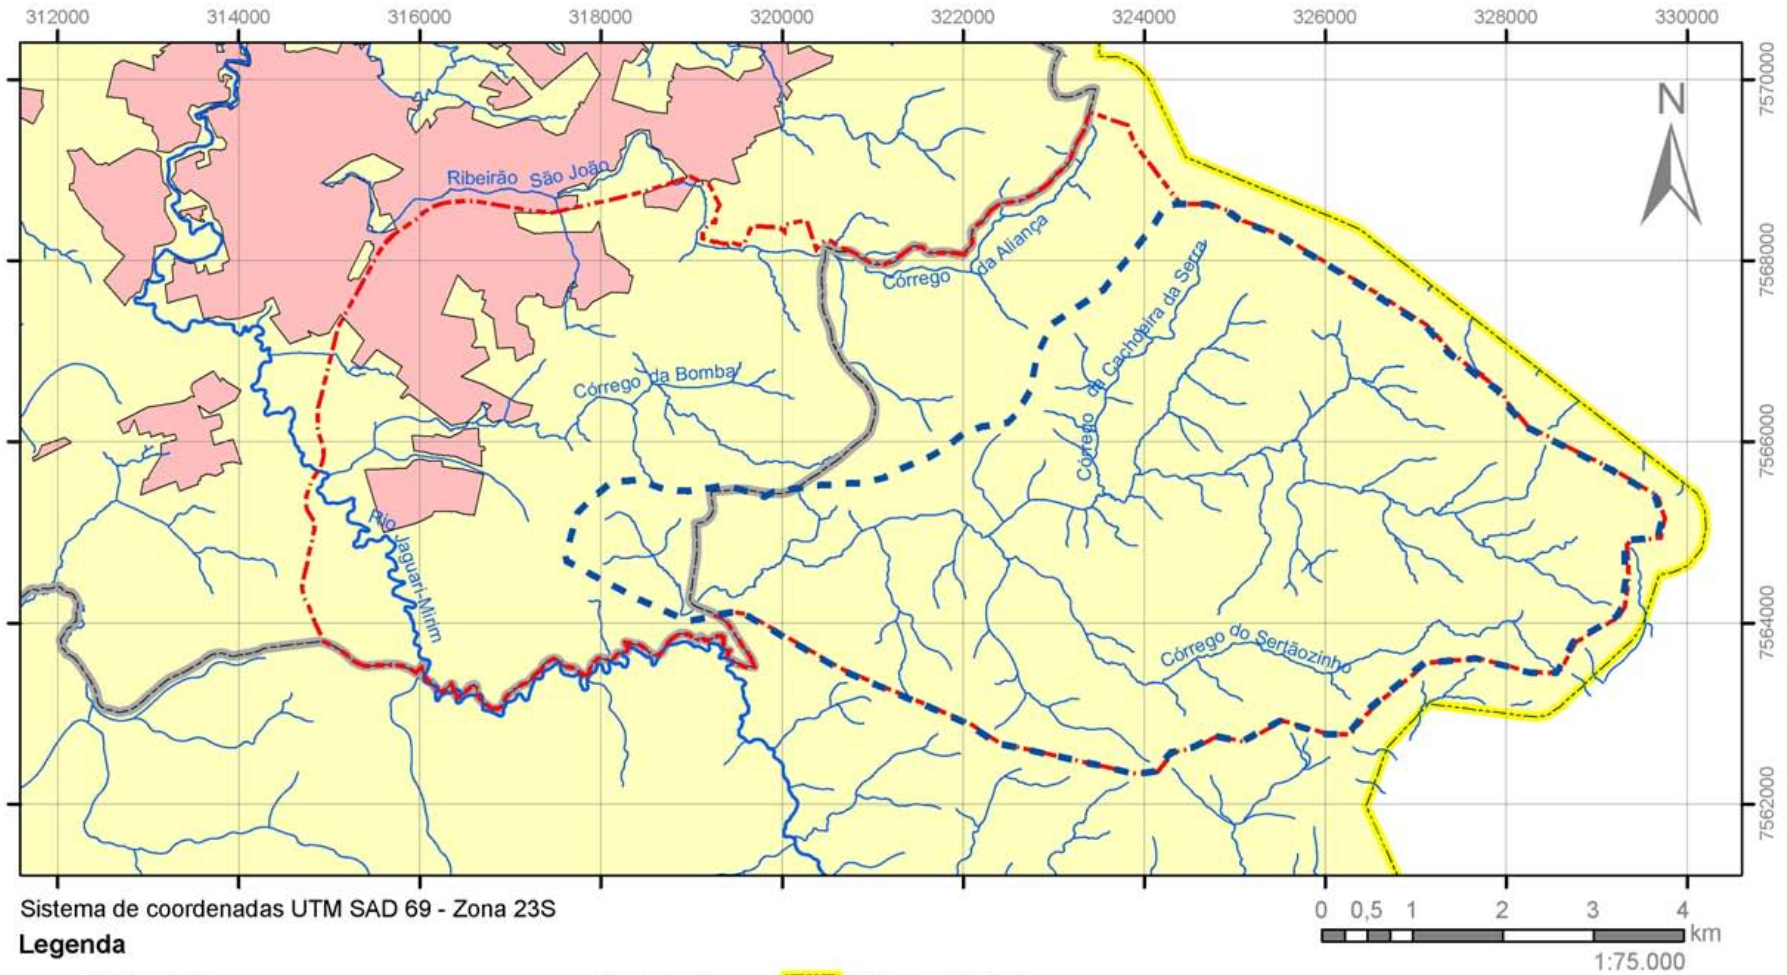 312000 314000 316000 318000 320000 322000 324000 326000 328000 330000
7570000
N
Ribeirão São João
7568000
Córrego da Aliança
Córrego da Cachoeira da Serra
Córrego da Bomba
7566000
Rio Jaguari-Mirim
7564000
Córrego do Sertãozinho
7562000
Sistema de coordenadas UTM SAD 69 - Zona 23S
0 0,5 1 2 3 4
km
Legenda
1:75.000